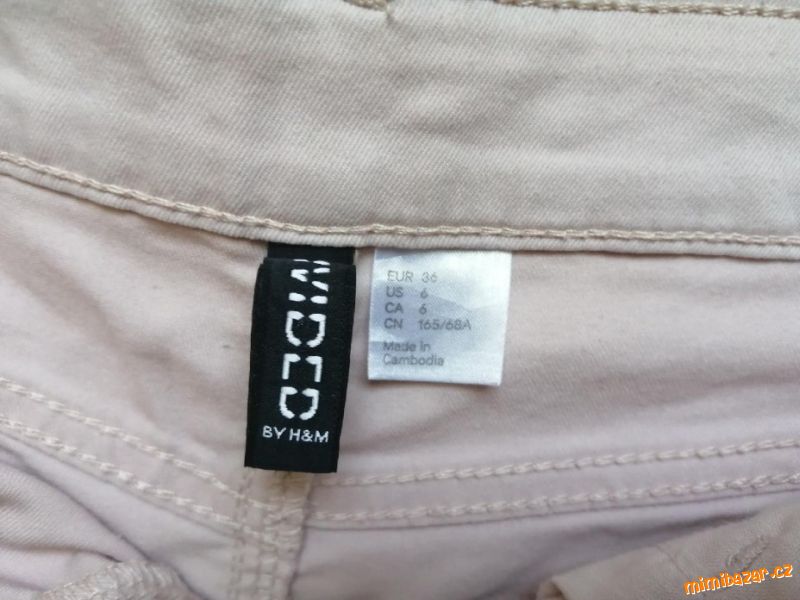 DIVIDED
BY H&M
EUR 36
US 6
CA 6
CN 165/68A
Made in
Cambodia
mimibazar.cz